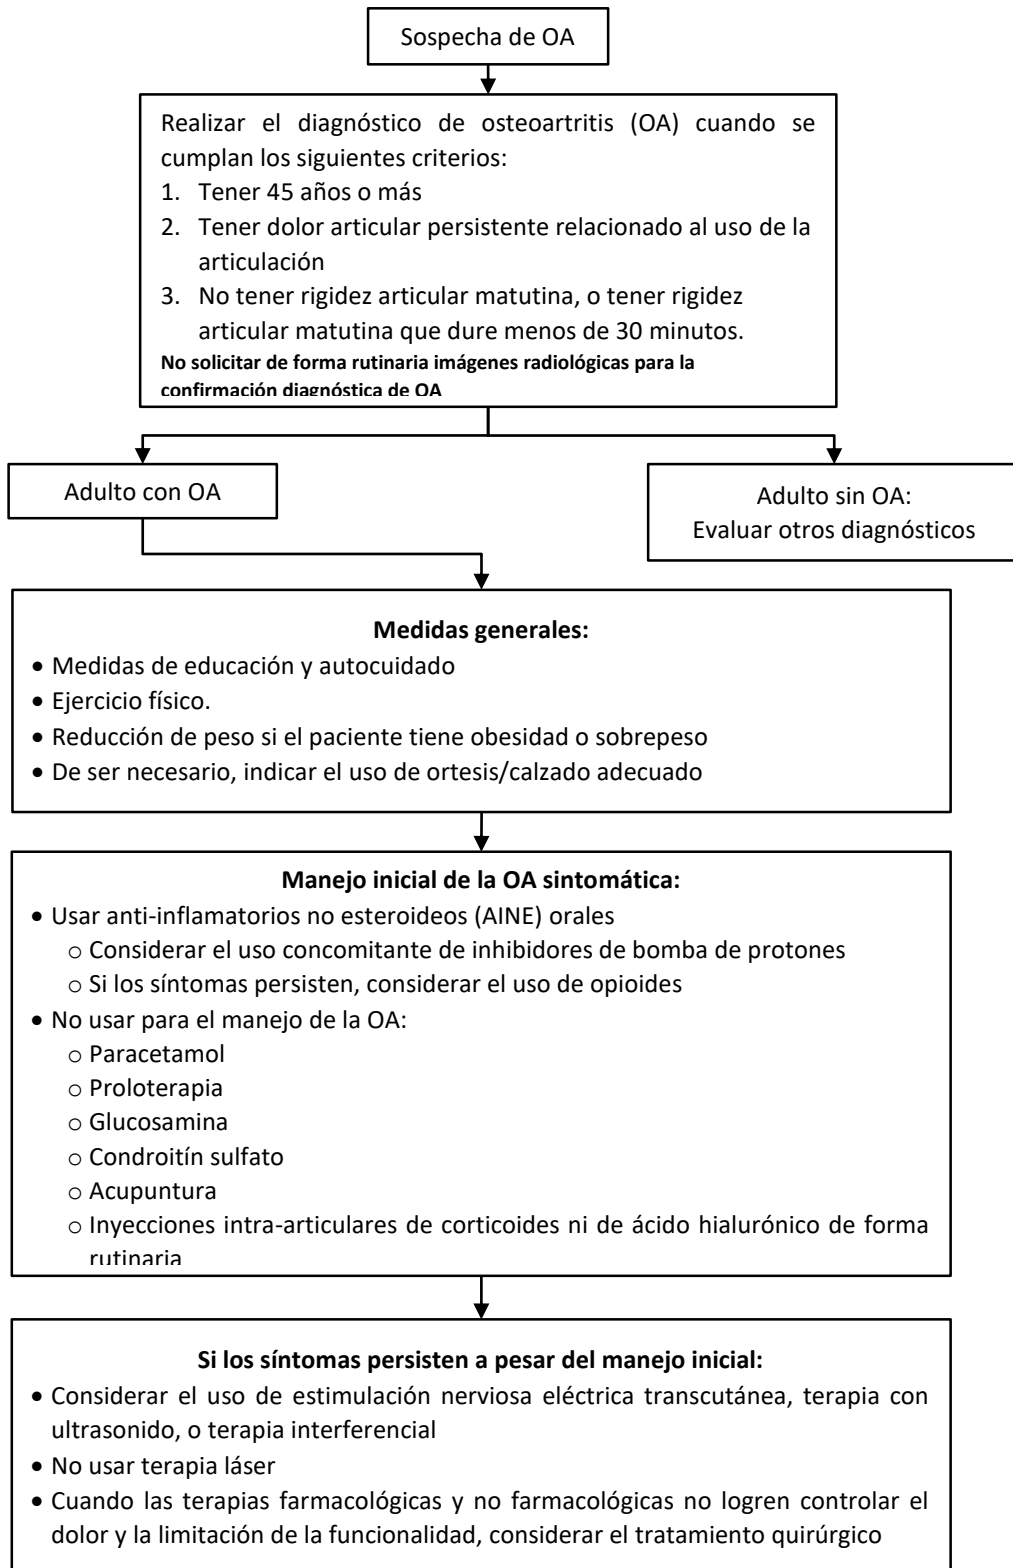 Sospecha de OA
Realizar el diagnóstico de osteoartritis (OA) cuando se
cumplan los siguientes criterios:
1. Tener 45 años o más
2. Tener dolor articular persistente relacionado al uso de la
articulación
3. No tener rigidez articular matutina, o tener rigidez
articular matutina que dure menos de 30 minutos.
No solicitar de forma rutinaria imágenes radiológicas para la
confirmación diagnóstica de OA
Adulto con OA
Adulto sin OA:
Evaluar otros diagnósticos
Medidas generales:
• Medidas de educación y autocuidado
• Ejercicio físico.
• Reducción de peso si el paciente tiene obesidad o sobrepeso
• De ser necesario, indicar el uso de ortesis/calzado adecuado
Manejo inicial de la OA sintomática:
• Usar anti-inflamatorios no esteroideos (AINE) orales
o Considerar el uso concomitante de inhibidores de bomba de protones
o Si los síntomas persisten, considerar el uso de opioides
• No usar para el manejo de la OA:
o Paracetamol
o Proloterapia
o Glucosamina
o Condroitín sulfato
o Acupuntura
o Inyecciones intra-articulares de corticoides ni de ácido hialurónico de forma
rutinaria
Si los síntomas persisten a pesar del manejo inicial:
• Considerar el uso de estimulación nerviosa eléctrica transcutánea, terapia con
ultrasonido, o terapia interferencial
• No usar terapia láser
• Cuando las terapias farmacológicas y no farmacológicas no logren controlar el
dolor y la limitación de la funcionalidad, considerar el tratamiento quirúrgico